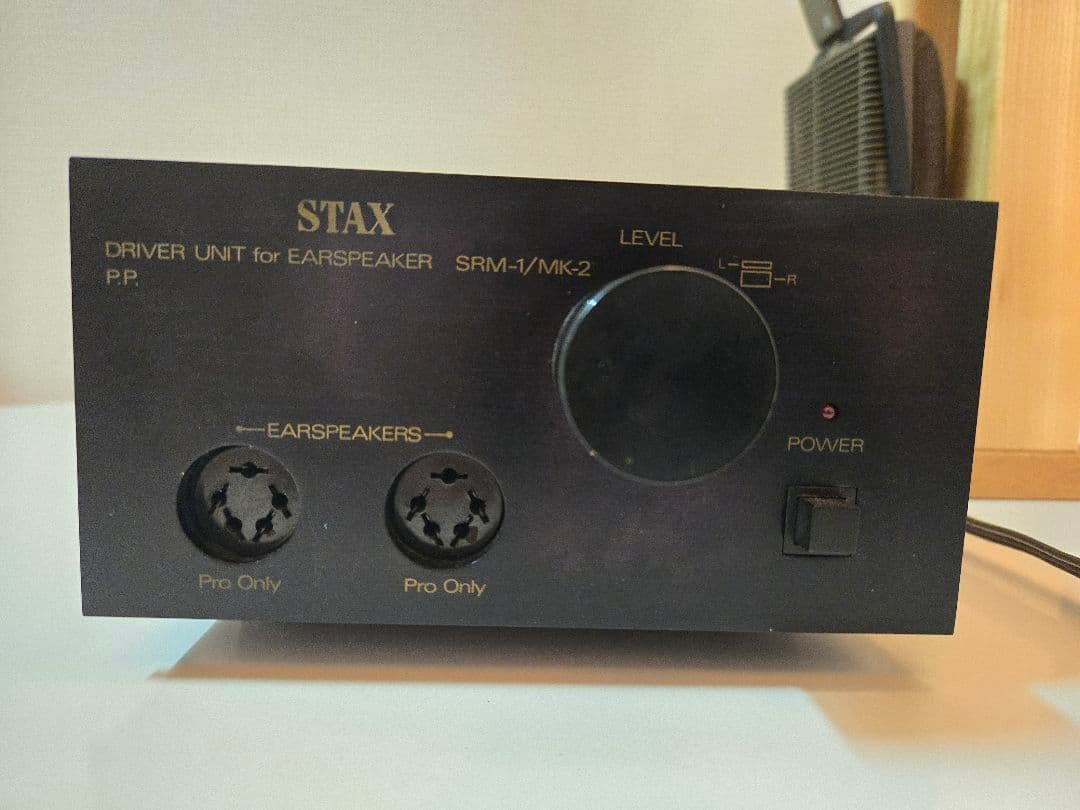 STAX
DRIVER UNIT for EARSPEAKER SRM-1/MK-2
P.P.
LEVEL
L
R
EARSPEAKERS
POWER
Pro Only
Pro Only